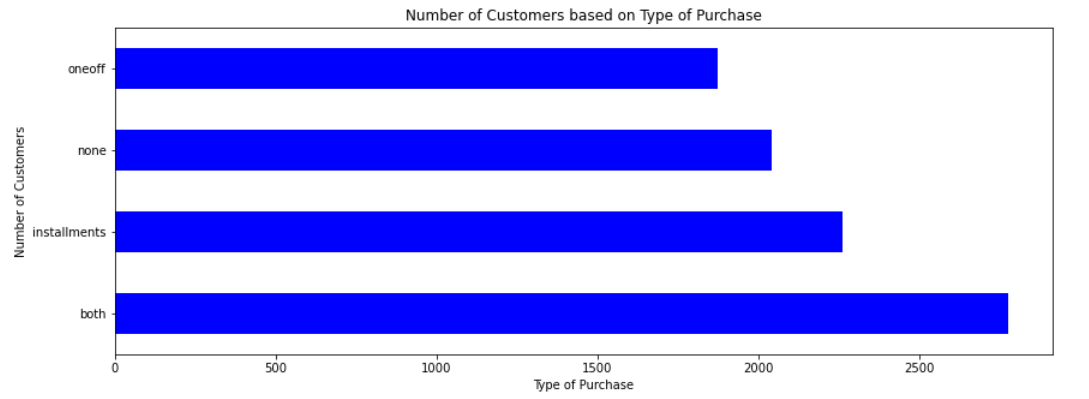 Number of Customers based on Type of Purchase
oneoff
none
installments
both
Number of Customers
0 500 1000 1500 2000 2500
Type of Purchase